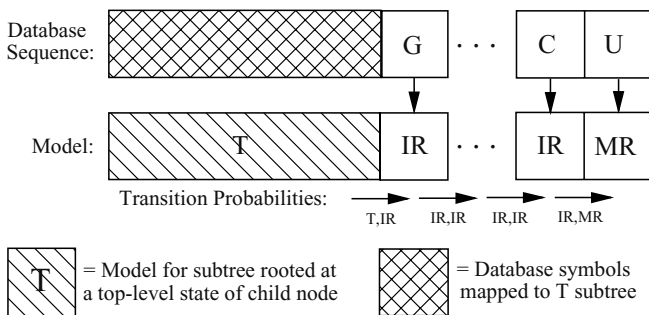 Database
Sequence:
G · · · C U
Model:
T IR · · · IR MR
Transition Probabilities:
T,IR IR,IR IR,IR IR,MR
T = Model for subtree rooted at
a top-level state of child node
= Database symbols
mapped to T subtree